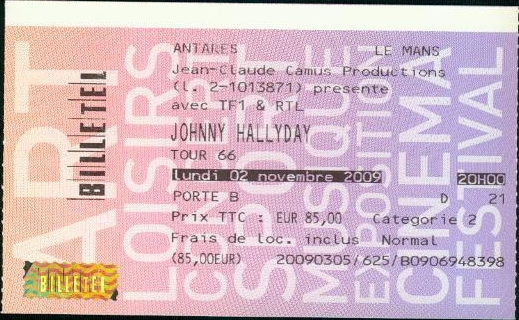 ANTARES LE MANS
Jean-Claude Camus Productions
(l. 2-1013871) presente
avec TF1 & RTL
JOHNNY HALLYDAY
TOUR 66
lundi 02 novembre 2009 20H00
PORTE B D 21
Prix TTC : EUR 85,00 Categorie 2
Frais de loc. inclus Normal
(85,00EUR) 20090305/625/B0906948398
BILLETEL
BILLETEL
ART
LOISIRS
SPORT
MUSIQUE
EXPOSITION
CINEMA
FESTIVAL